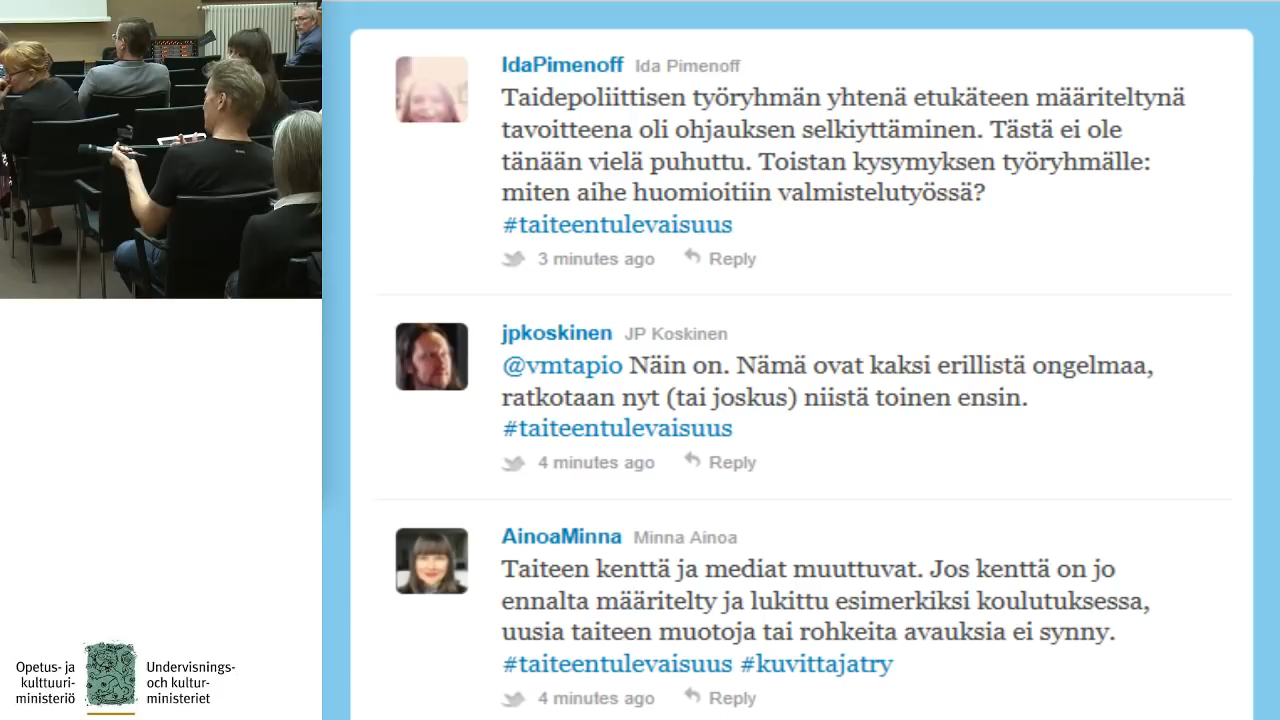 IdaPimenoff Ida Pimenoff
Taidepoliittisen työryhmän yhtenä etukäteen määriteltynä
tavoitteena oli ohjauksen selkiyttäminen. Tästä ei ole
tänään vielä puhuttu. Toistan kysymyksen työryhmälle:
miten aihe huomioitiin valmistelutyössä?
#taiteentulevaisuus
3 minutes ago Reply
jpkoskinen JP Koskinen
@vmtapio Näin on. Nämä ovat kaksi erillistä ongelmaa,
ratkotaan nyt (tai joskus) niistä toinen ensin.
#taiteentulevaisuus
4 minutes ago Reply
AinoaMinna Minna Ainoa
Taiteen kenttä ja mediat muuttuvat. Jos kenttä on jo
ennalta määritelty ja lukittu esimerkiksi koulutuksessa,
uusia taiteen muotoja tai rohkeita avauksia ei synny.
#taiteentulevaisuus #kuvittajatry
4 minutes ago Reply
Opetus- ja
kulttuuri-
ministeriö
Undervisnings-
och kultur-
ministeriet